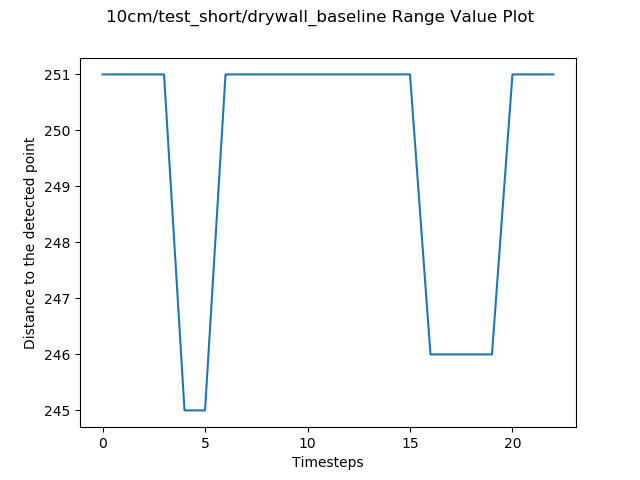 10cm/test_short/drywall_baseline Range Value Plot
251
250
249
248
247
246
245
Distance to the detected point
0 5 10 15 20
Timesteps